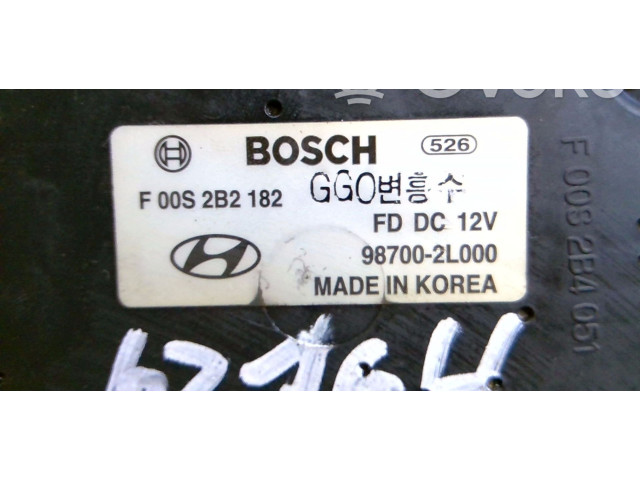 BOSCH 526
F 00S 2B2 182 GGO변흥수
FD DC 12V
98700-2L000
MADE IN KOREA
F 00S 2B4 051